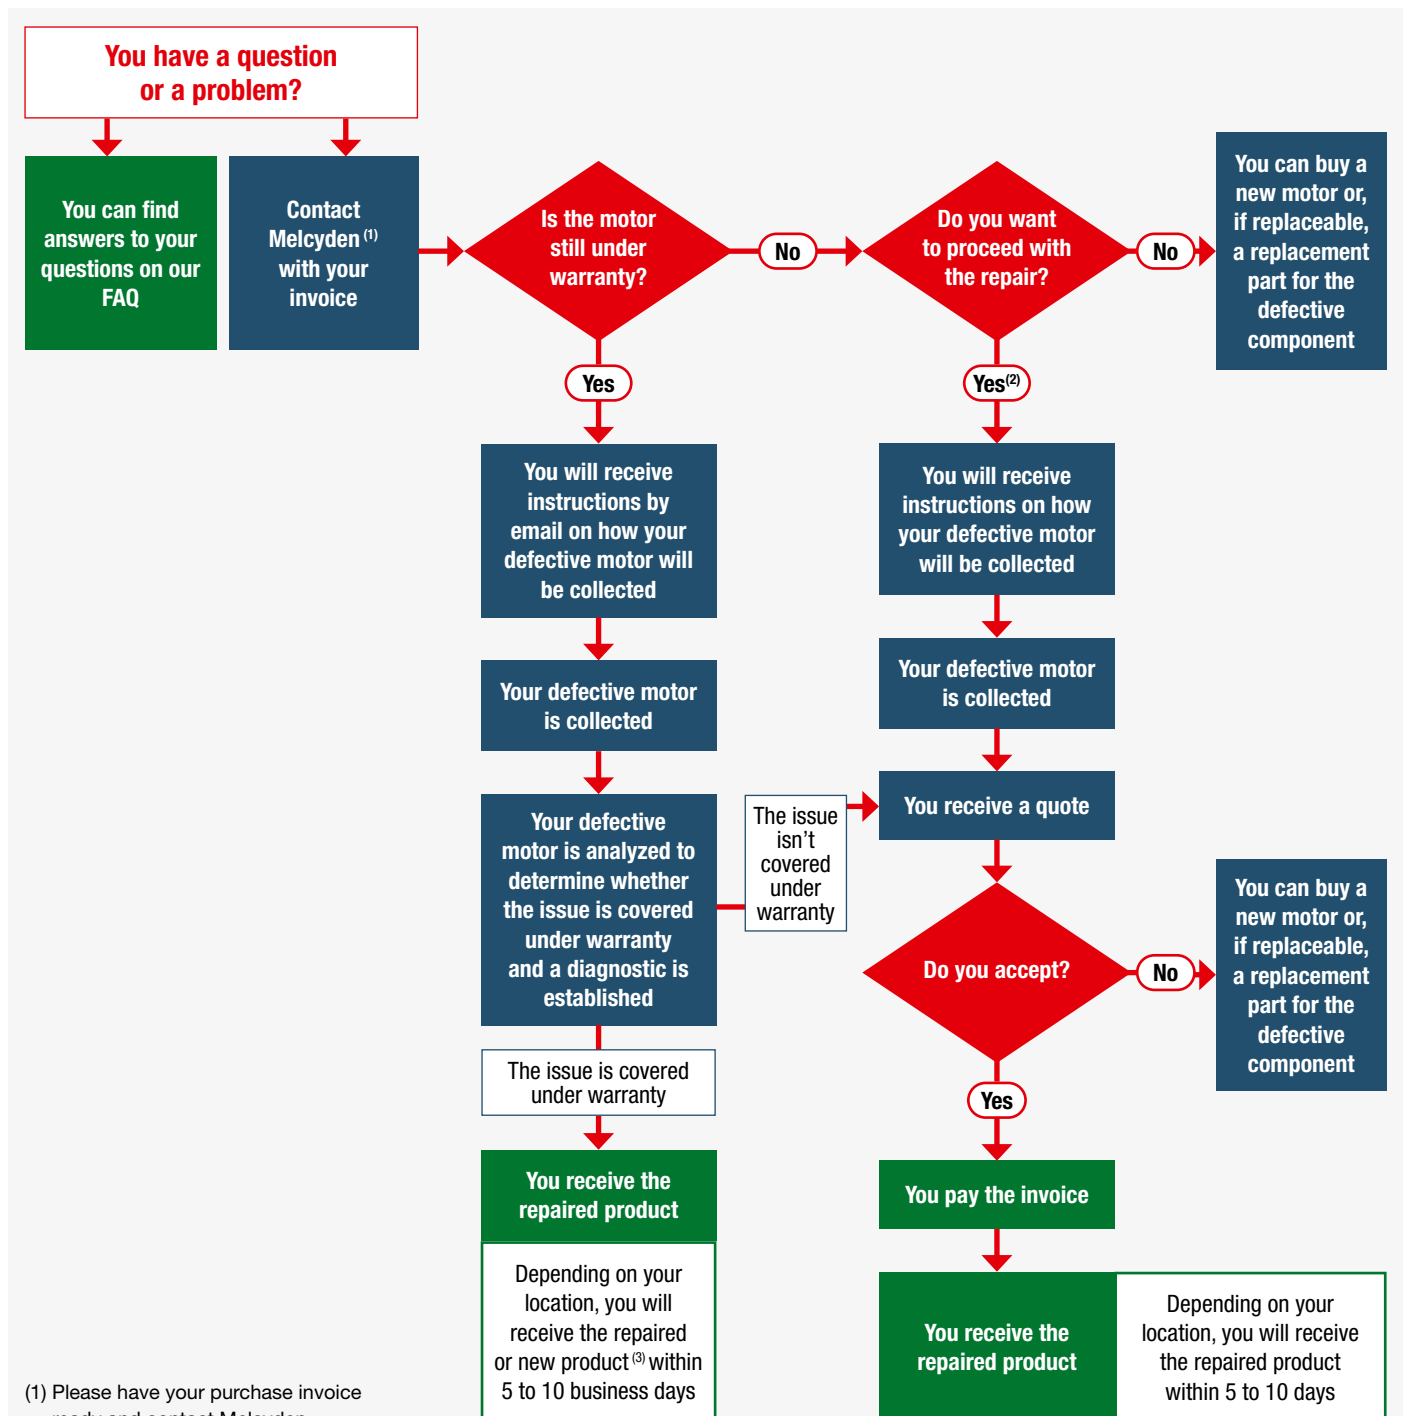 You have a question
or a problem?
You can find
answers to your
questions on our
FAQ
Contact
Melcyden (1)
with your
invoice
Is the motor
still under
warranty?
No
Do you want
to proceed with
the repair?
No
You can buy a
new motor or,
if replaceable,
a replacement
part for the
defective
component
Yes
Yes(2)
You will receive
instructions by
email on how your
defective motor will
be collected
You will receive
instructions on how
your defective motor
will be collected
Your defective motor
is collected
Your defective motor
is collected
Your defective
motor is analyzed to
determine whether
the issue is covered
under warranty
and a diagnostic is
established
The issue
isn't
covered
under
warranty
You receive a quote
Do you accept?
No
You can buy a
new motor or,
if replaceable,
a replacement
part for the
defective
component
The issue is covered
under warranty
Yes
You receive the
repaired product
You pay the invoice
Depending on your
location, you will
receive the repaired
or new product (3) within
5 to 10 business days
You receive the
repaired product
Depending on your
location, you will receive
the repaired product
within 5 to 10 days
(1) Please have your purchase invoice
ready and contact Melcyden